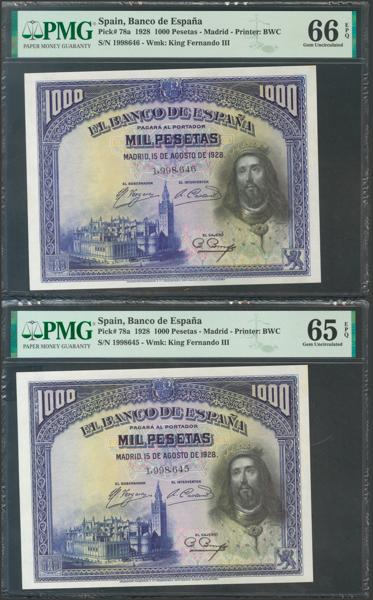 PMG
PAPER MONEY GUARANTY
Spain, Banco de España
Pick# 78a 1928 1000 Pesetas - Madrid - Printer: BWC
S/N 1998646 - Wmk: King Fernando III
66 EPQ
Gem Uncirculated
1000 1000
EL BANCO DE ESPAÑA
PAGARÁ AL PORTADOR
MIL PESETAS
MADRID, 15 DE AGOSTO DE 1928.
1,998,646
EL GOBERNADOR EL INTERVENTOR
EL CAJERO
PMG
PAPER MONEY GUARANTY
Spain, Banco de España
Pick# 78a 1928 1000 Pesetas - Madrid - Printer: BWC
S/N 1998645 - Wmk: King Fernando III
65 EPQ
Gem Uncirculated
1000 1000
EL BANCO DE ESPAÑA
PAGARÁ AL PORTADOR
MIL PESETAS
MADRID, 15 DE AGOSTO DE 1928.
1,998,645
EL GOBERNADOR EL INTERVENTOR
EL CAJERO